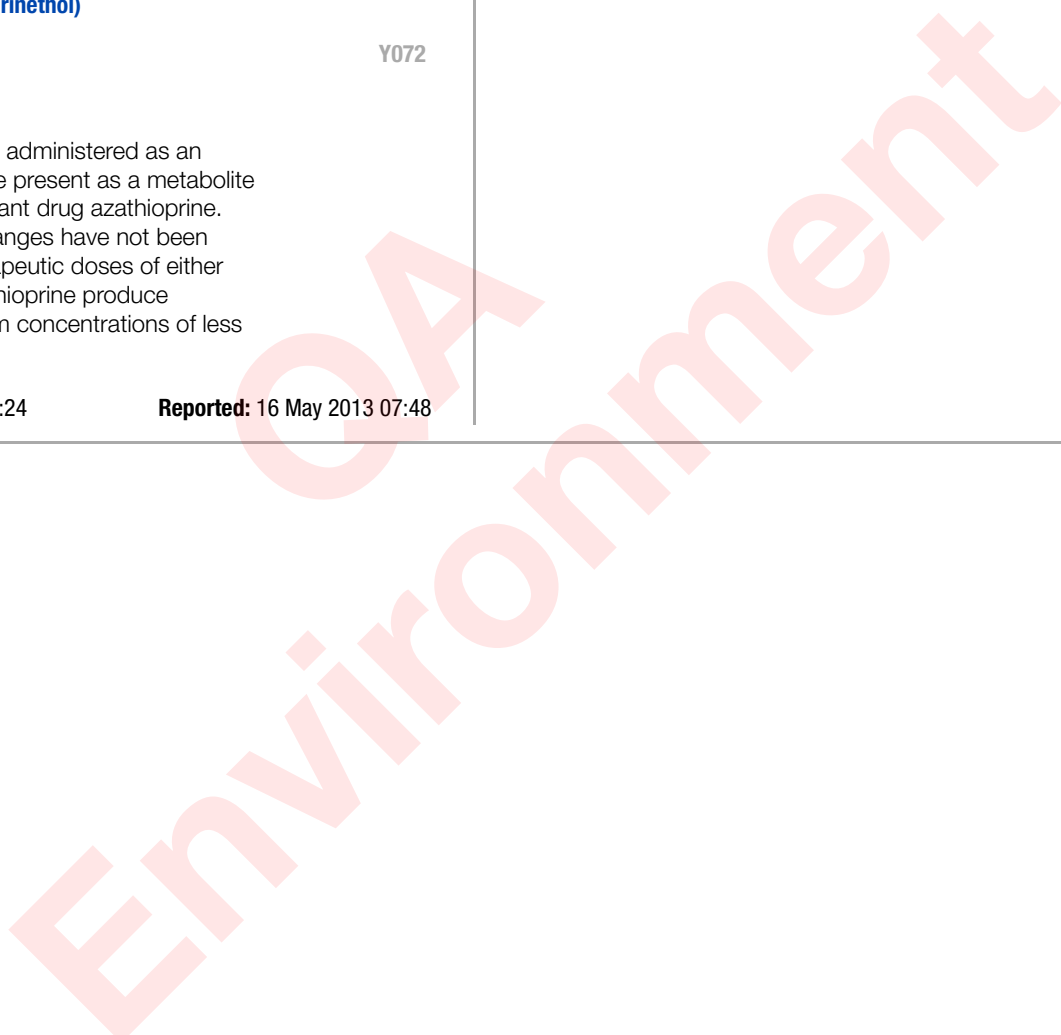 rinethol)
Y072
administered as an
e present as a metabolite
ant drug azathioprine.
anges have not been
apeutic doses of either
hioprine produce
m concentrations of less
:24 Reported: 16 May 2013 07:48
QA
Environment